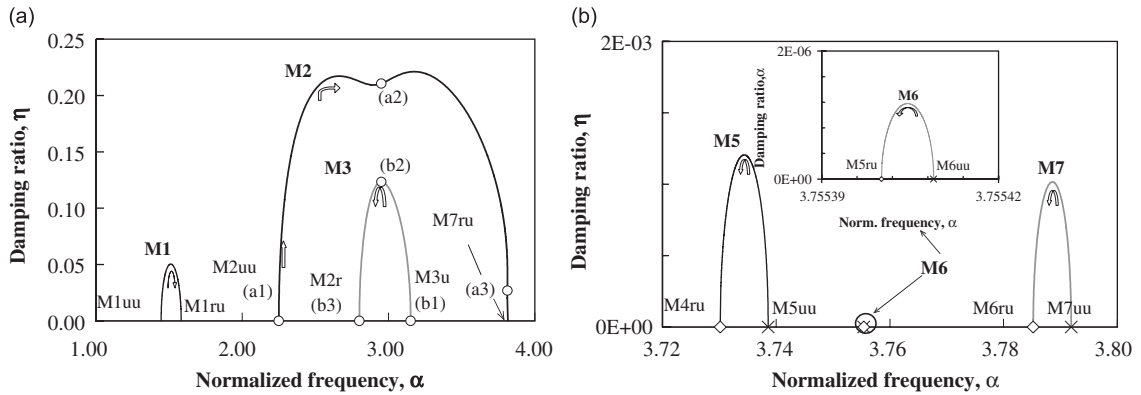 (a)
0.25
0.20
0.15
0.10
0.05
0.00
Damping ratio, η
M2
(a2)
M3
(b2)
M7ru
M1
M2uu
(a1)
M2r
(b3)
M3u
(b1)
(a3)
M1uu
M1ru
1.00
2.00
3.00
4.00
Normalized frequency, α
(b)
2E-03
0E+00
Damping ratio, η
2E-06
0E+00
Damping ratio,α
M6
M5ru
M6uu
3.75539
3.75542
Norm. frequency, α
M5
M7
M6
M4ru
M5uu
M6ru
M7uu
3.72
3.74
3.76
3.78
3.80
Normalized frequency, α